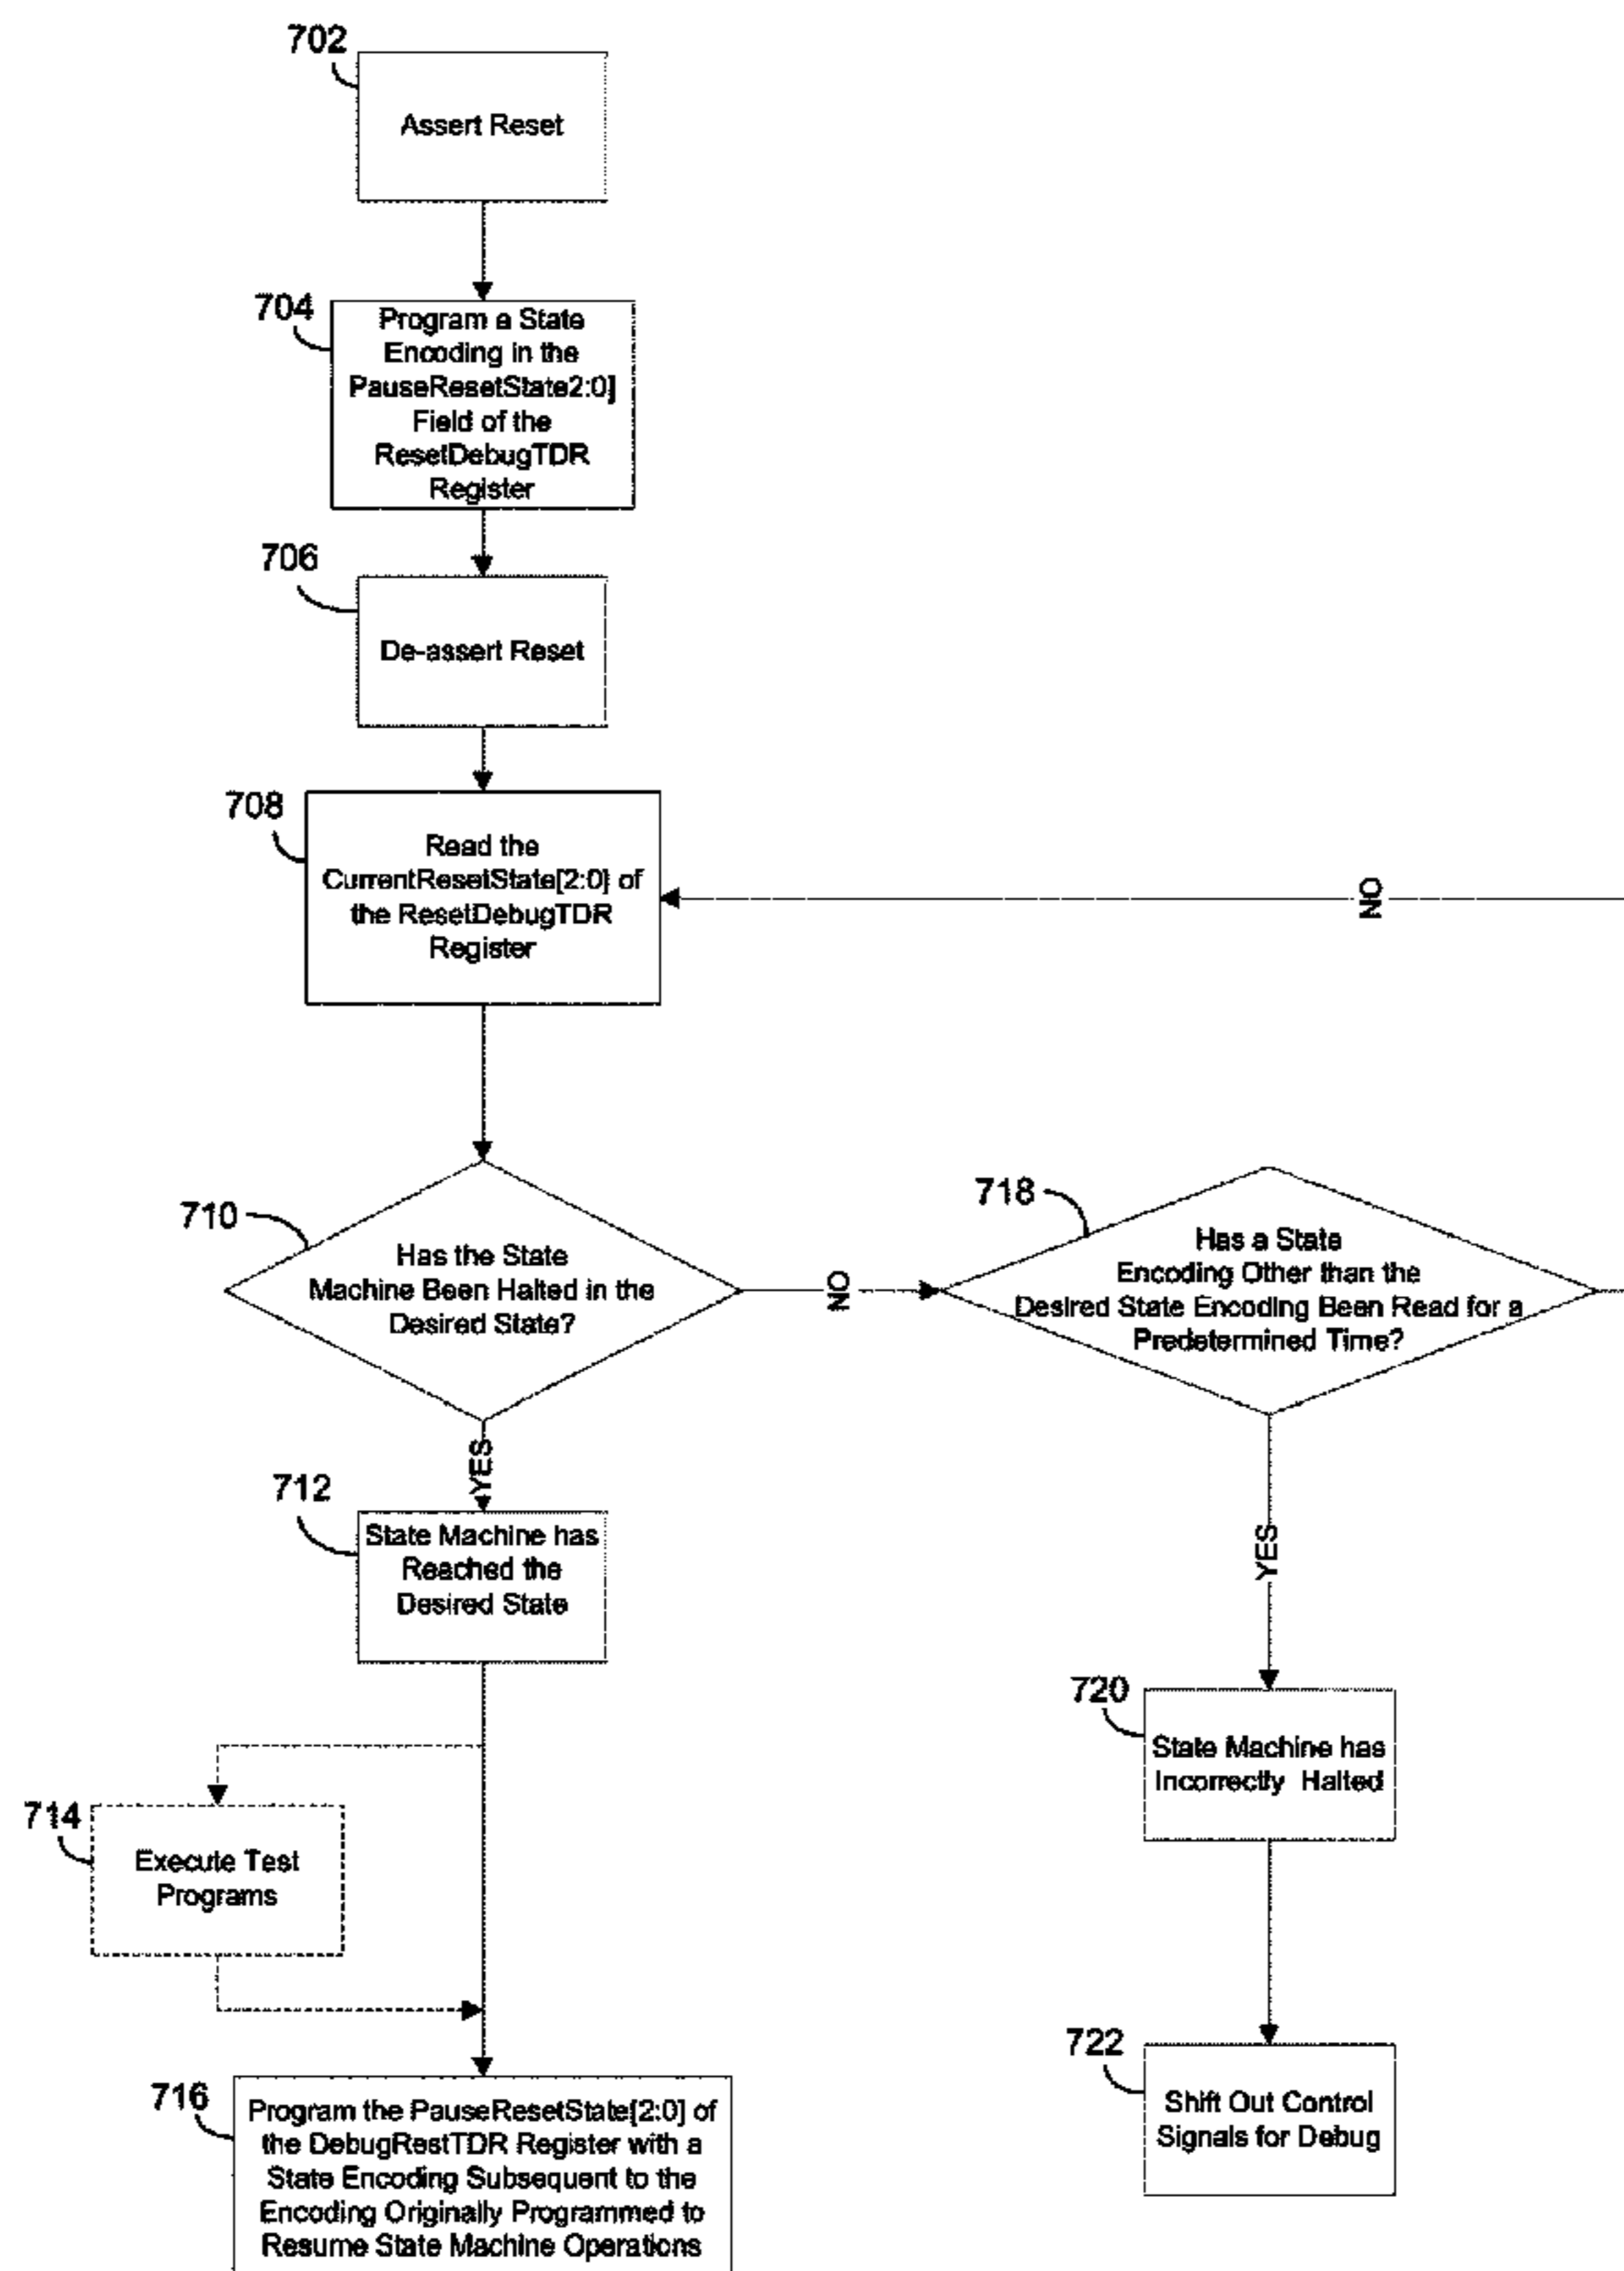 702
Assert Reset
704
Program a State
Encoding in the
PauseResetState2:0]
Field of the
ResetDebugTDR
Register
706
De-assert Reset
708
Read the
CurrentResetState[2:0] of
the ResetDebugTDR
Register
NO
710
Has the State
Machine Been Halted in the
Desired State?
NO
718
Has a State
Encoding Other than the
Desired State Encoding Been Read for a
Predetermined Time?
YES
712
State Machine has
Reached the
Desired State
YES
720
State Machine has
Incorrectly Halted
714
Execute Test
Programs
722
Shift Out Control
Signals for Debug
716
Program the PauseResetState[2:0] of
the DebugRestTDR Register with a
State Encoding Subsequent to the
Encoding Originally Programmed to
Resume State Machine Operations